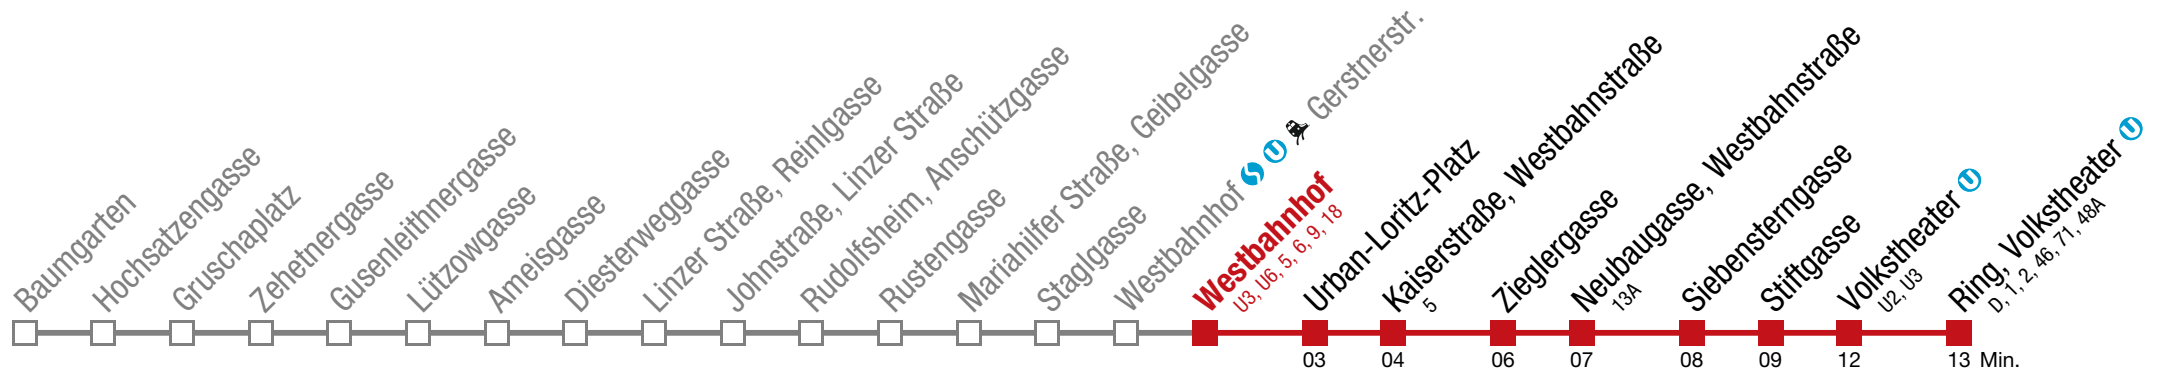 Baumgarten
Hochsatzengasse
Gruschaplatz
Zehetnergasse
Gusenleithnergasse
Lützowgasse
Ameisgasse
Diesterweggasse
Linzer Straße, Reinlgasse
Johnstraße, Linzer Straße
Rudolfsheim, Anschützgasse
Rustengasse
Mariahilfer Straße, Geibelgasse
Staglgasse
Westbahnhof S U Gerstnerstr.
Westbahnhof
U3, U6, 5, 6, 9, 18
Urban-Loritz-Platz
Kaiserstraße, Westbahnstraße
5
Zieglergasse
Neubaugasse, Westbahnstraße
13A
Siebensterngasse
Stiftgasse
Volkstheater U
U2, U3
Ring, Volkstheater U
D, 1, 2, 46, 71, 48A
03 04 06 07 08 09 12 13 Min.